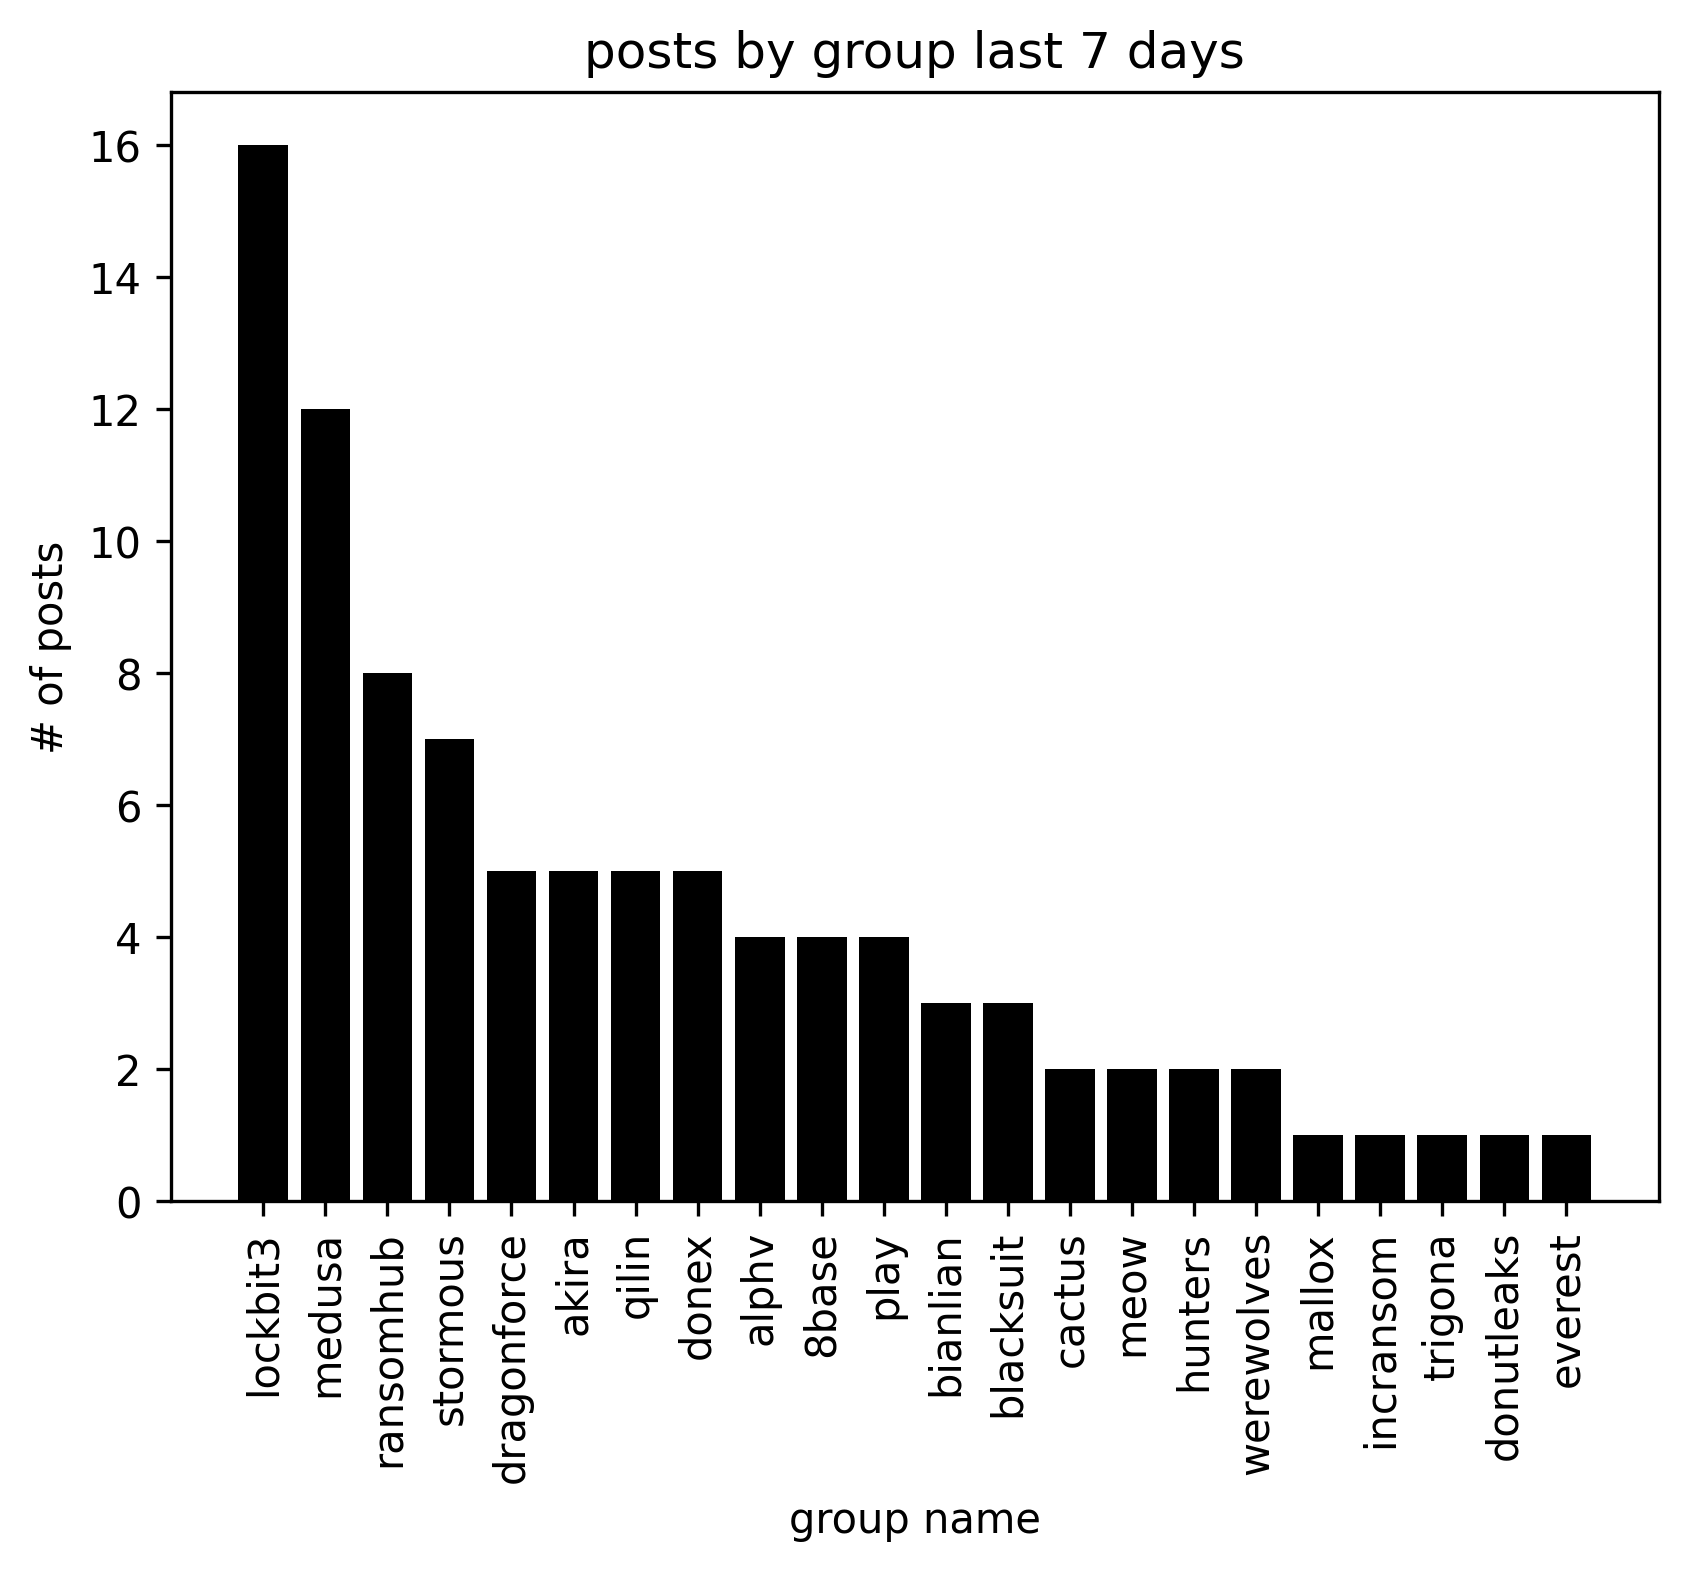 posts by group last 7 days
# of posts
16
14
12
10
8
6
4
2
0
lockbit3
medusa
ransomhub
stormous
dragonforce
akira
qilin
donex
alphv
8base
play
bianlian
blacksuit
cactus
meow
hunters
werewolves
mallox
incransom
trigona
donutleaks
everest
group name